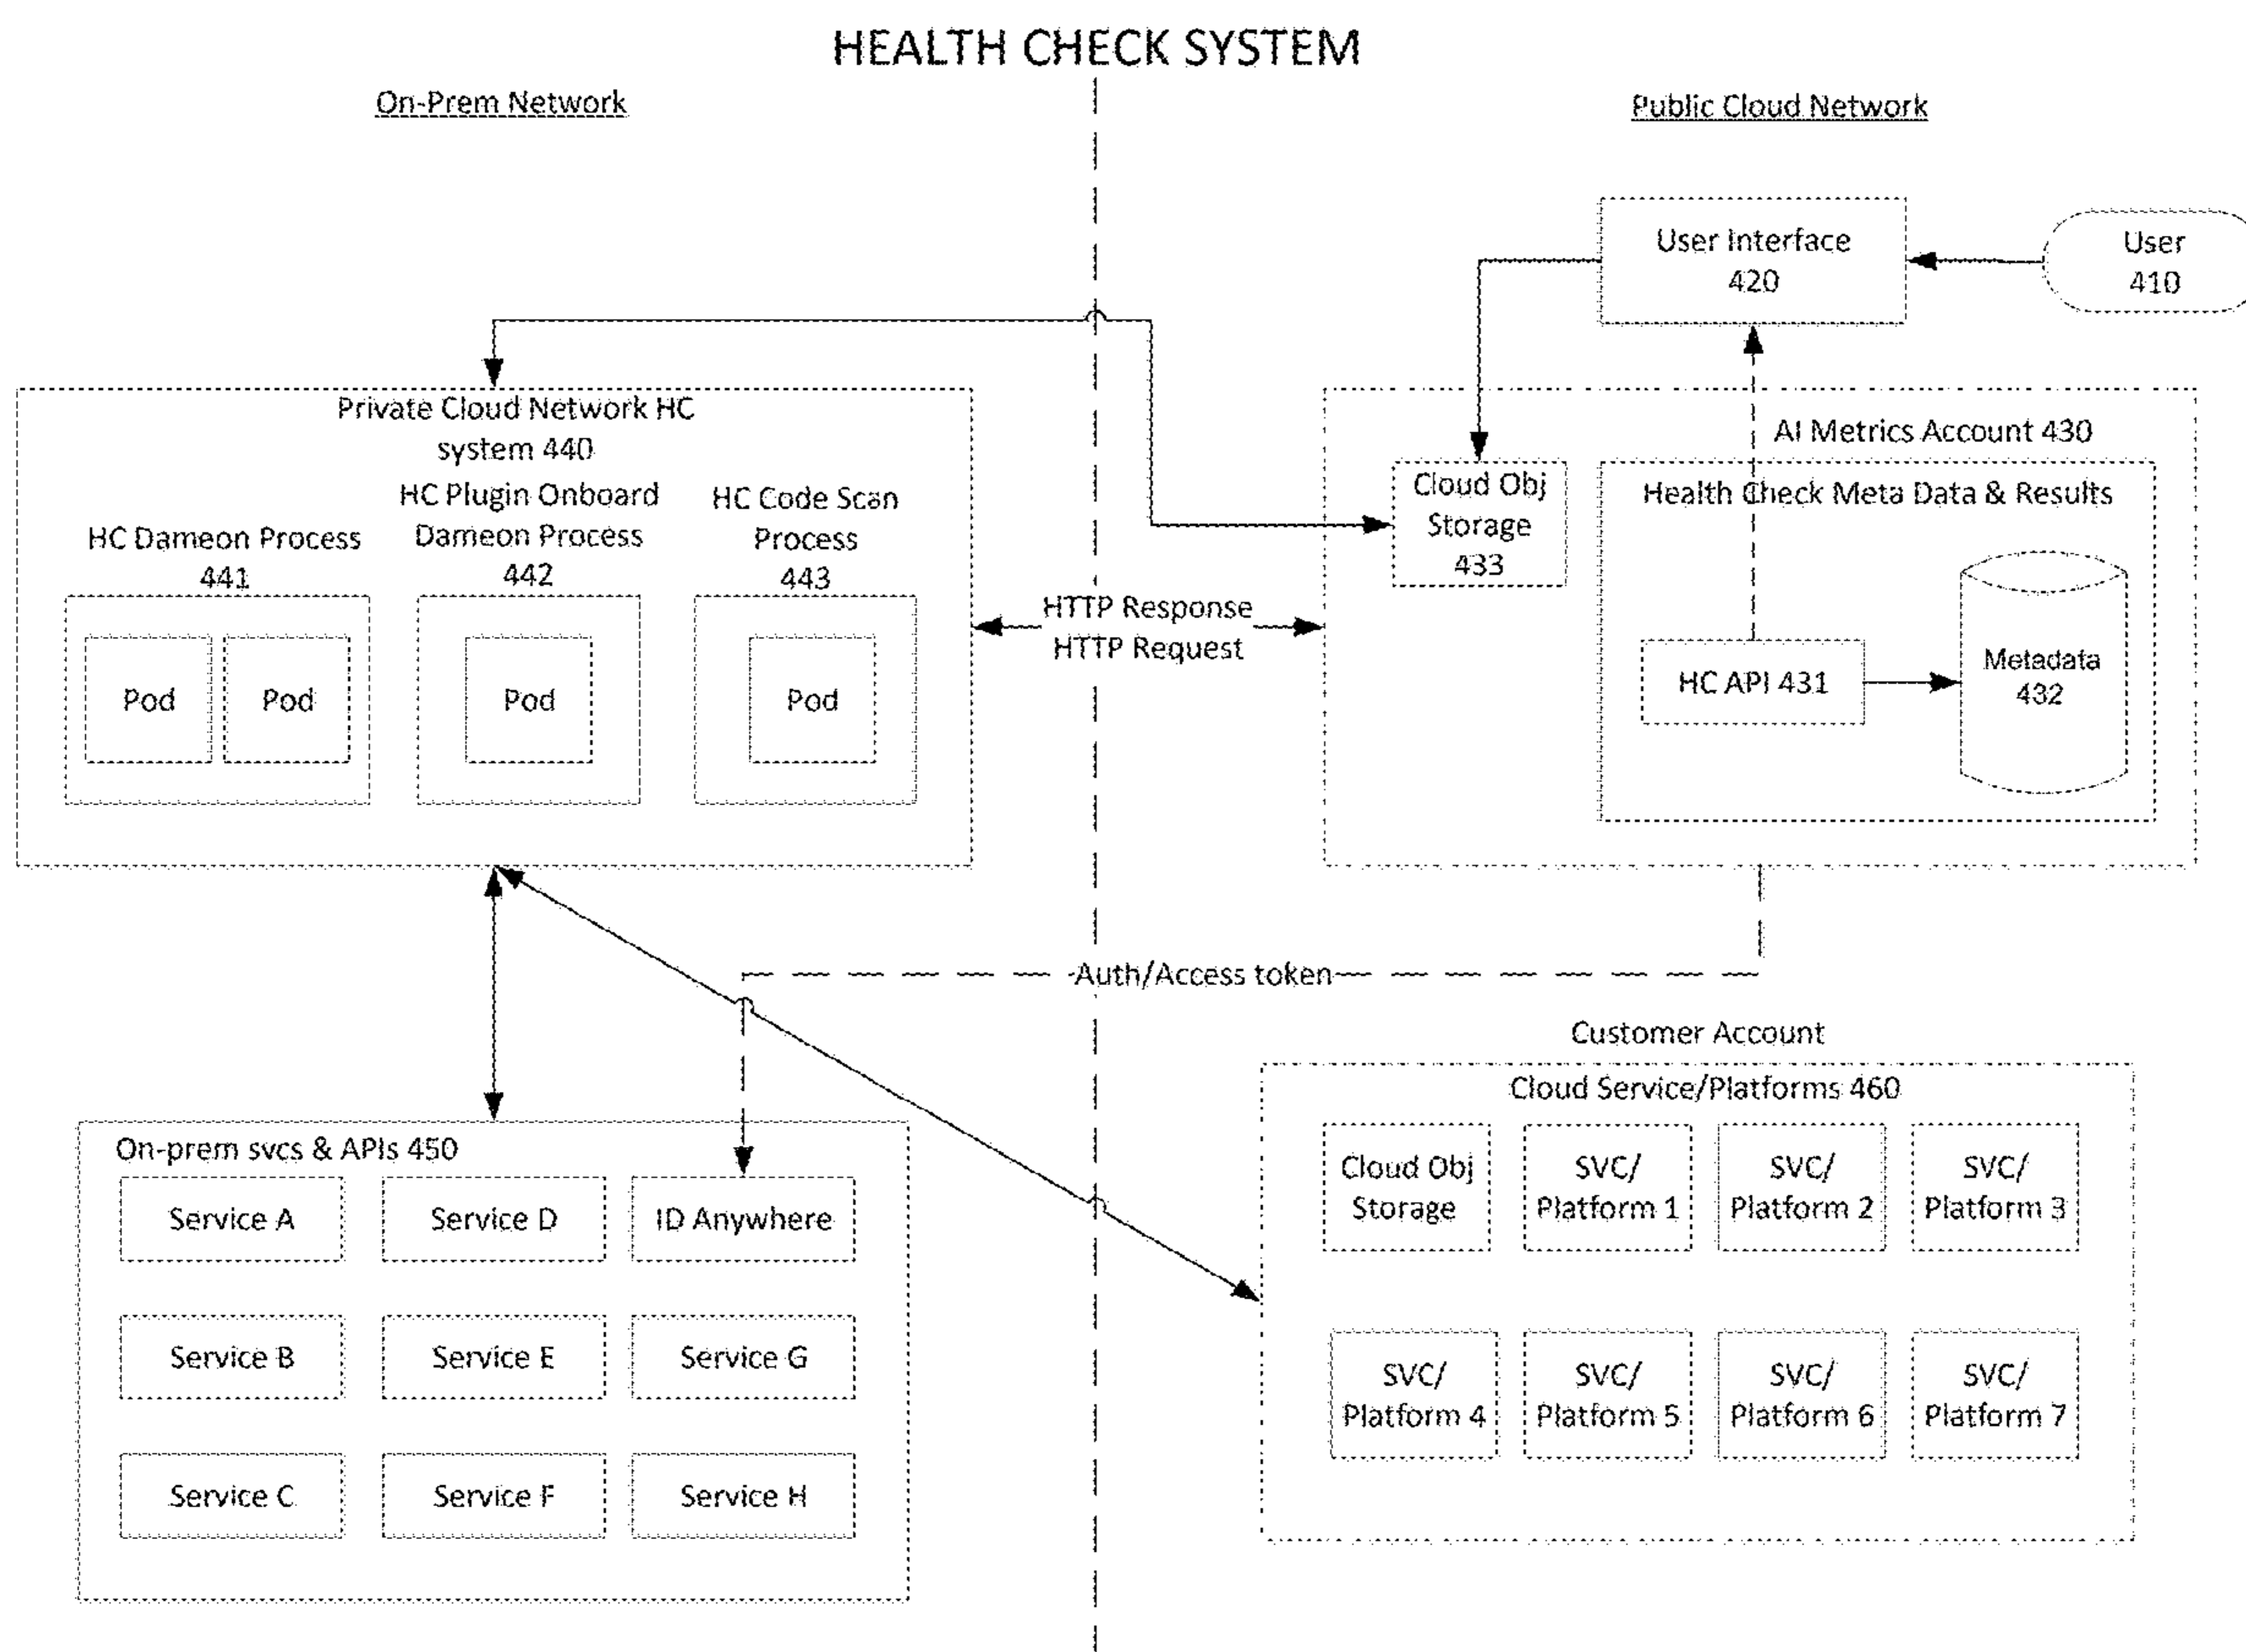 HEALTH CHECK SYSTEM
On-Prem Network
Public Cloud Network
User Interface
420
User
410
Private Cloud Network HC
system 440
HC Dameon Process
441
Pod
Pod
HC Plugin Onboard
Dameon Process
442
Pod
HC Code Scan
Process
443
Pod
HTTP Response
HTTP Request
AI Metrics Account 430
Cloud Obj
Storage
433
Health Check Meta Data & Results
HC API 431
Metadata
432
Auth/Access token
On-prem svcs & APIs 450
Service A
Service D
ID Anywhere
Service B
Service E
Service G
Service C
Service F
Service H
Customer Account
Cloud Service/Platforms 460
Cloud Obj
Storage
SVC/
Platform 1
SVC/
Platform 2
SVC/
Platform 3
SVC/
Platform 4
SVC/
Platform 5
SVC/
Platform 6
SVC/
Platform 7